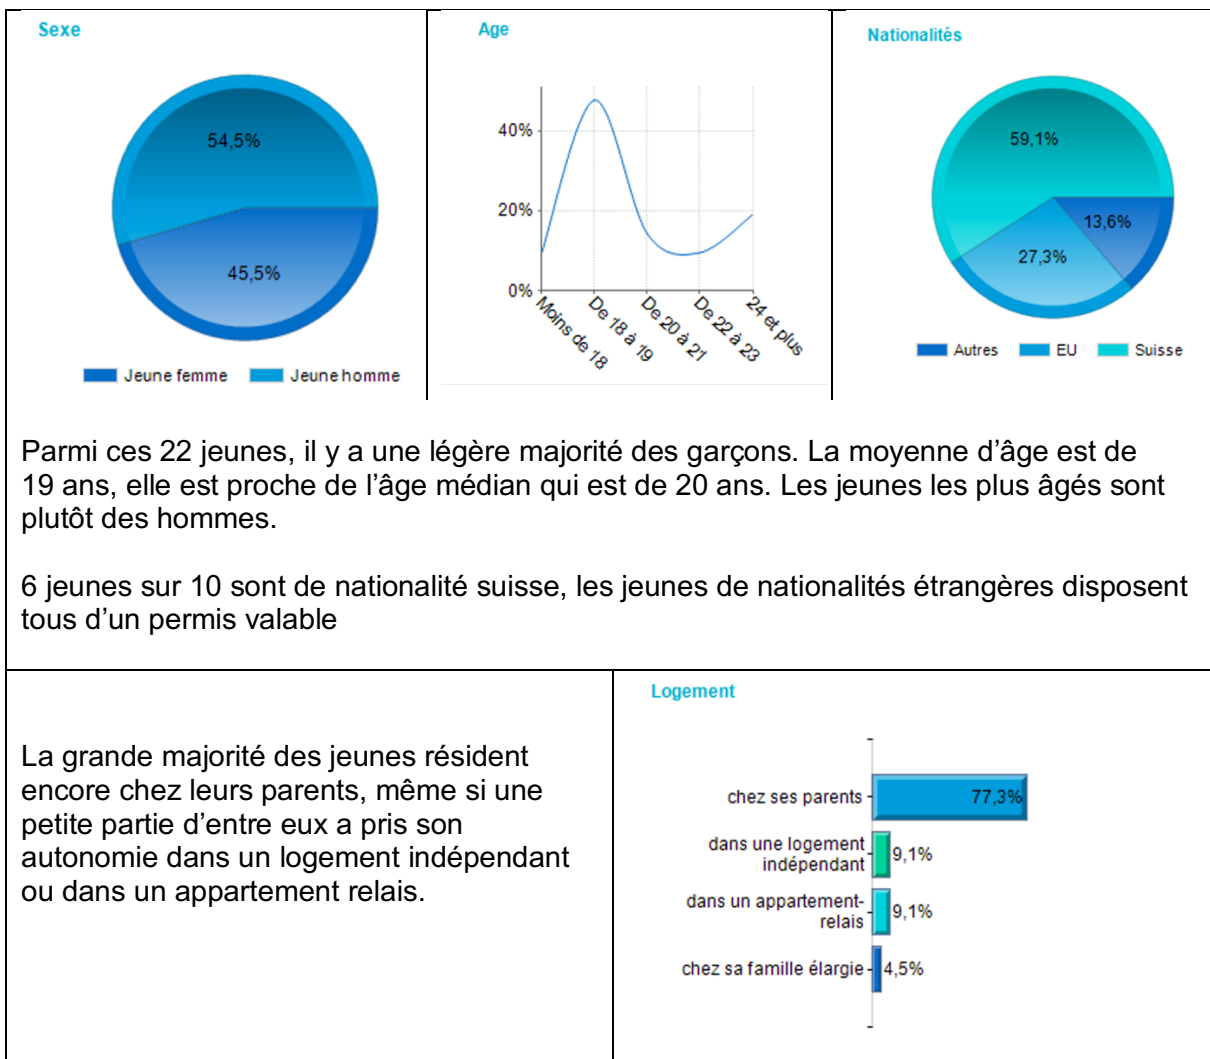 Sexe
54,5%
45,5%
Jeune femme Jeune homme
Age
40%
20%
0%
Moins de 18
De 18 à 19
De 20 à 21
De 22 à 23
24 et plus
Nationalités
59,1%
13,6%
27,3%
Autres EU Suisse
Parmi ces 22 jeunes, il y a une légère majorité des garçons. La moyenne d’âge est de
19 ans, elle est proche de l’âge médian qui est de 20 ans. Les jeunes les plus âgés sont
plutôt des hommes.
6 jeunes sur 10 sont de nationalité suisse, les jeunes de nationalités étrangères disposent
tous d’un permis valable
La grande majorité des jeunes résident
encore chez leurs parents, même si une
petite partie d’entre eux a pris son
autonomie dans un logement indépendant
ou dans un appartement relais.
Logement
chez ses parents 77,3%
dans une logement
indépendant 9,1%
dans un appartement-
relais 9,1%
chez sa famille élargie 4,5%